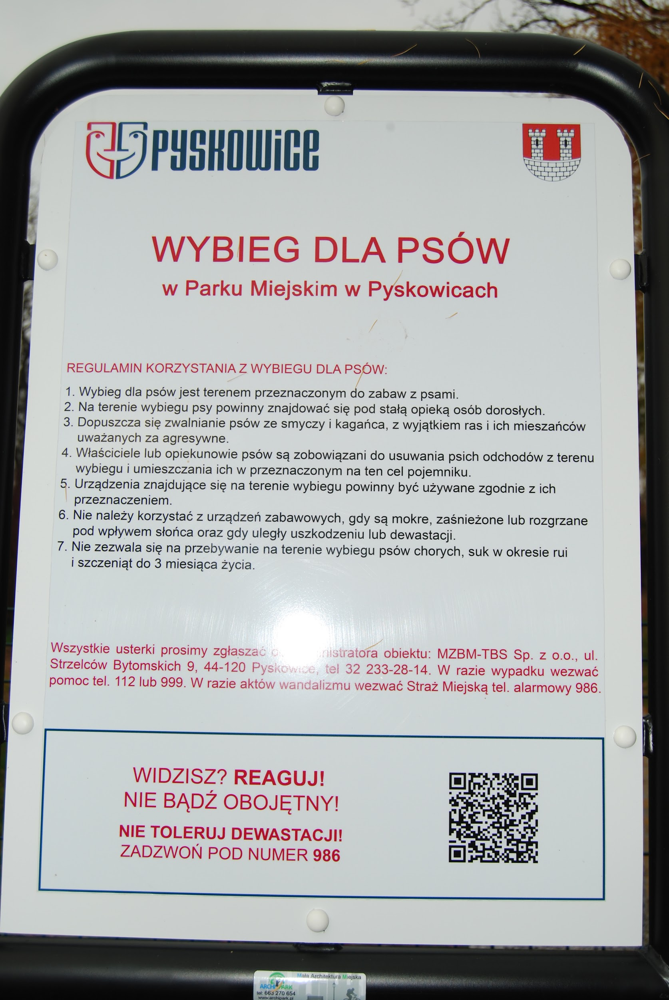 PYSKOWiCE
WYBIEG DLA PSÓW
w Parku Miejskim w Pyskowicach
REGULAMIN KORZYSTANIA Z WYBIEGU DLA PSÓW:
1. Wybieg dla psów jest terenem przeznaczonym do zabaw z psami.
2. Na terenie wybiegu psy powinny znajdować się pod stałą opieką osób dorosłych.
3. Dopuszcza się zwalnianie psów ze smyczy i kagańca, z wyjątkiem ras i ich mieszańców
uważanych za agresywne.
4. Właściciele lub opiekunowie psów są zobowiązani do usuwania psich odchodów z terenu
wybiegu i umieszczania ich w przeznaczonym na ten cel pojemniku.
5. Urządzenia znajdujące się na terenie wybiegu powinny być używane zgodnie z ich
przeznaczeniem.
6. Nie należy korzystać z urządzeń zabawowych, gdy są mokre, zaśnieżone lub rozgrzane
pod wpływem słońca oraz gdy uległy uszkodzeniu lub dewastacji.
7. Nie zezwala się na przebywanie na terenie wybiegu psów chorych, suk w okresie rui
i szczeniąt do 3 miesiąca życia.
Wszystkie usterki prosimy zgłaszać obiektu: MZBM-TBS Sp. z o.o., ul.
Strzelców Bytomskich 9, 44-120 Pyskowice, tel 32 233-28-14. W razie wypadku wezwać
pomoc tel. 112 lub 999. W razie aktów wandalizmu wezwać Straż Miejską tel. alarmowy 986.
WIDZISZ? REAGUJ!
NIE BĄDŹ OBOJĘTNY!
NIE TOLERUJ DEWASTACJI!
ZADZWOŃ POD NUMER 986
Mała Architektura Miejska
ARCHIPARK
tel: 663 270 654
www.archipark.pl